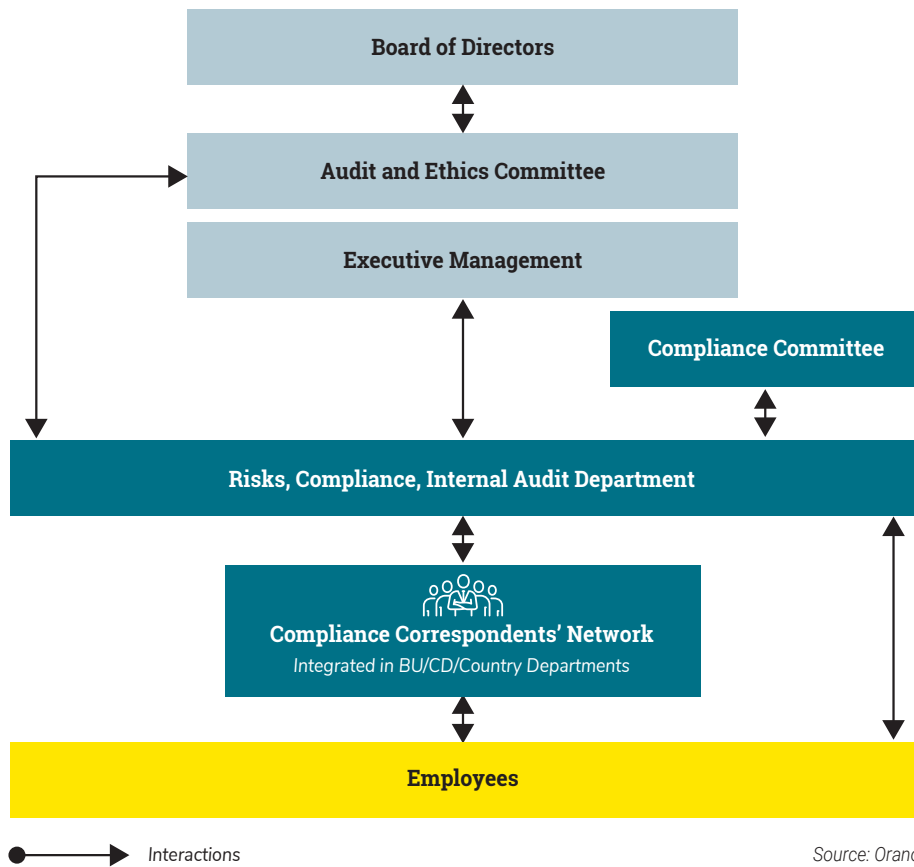 Board of Directors
Audit and Ethics Committee
Executive Management
Compliance Committee
Risks, Compliance, Internal Audit Department
Compliance Correspondents’ Network
Integrated in BU/CD/Country Departments
Employees
Interactions
Source: